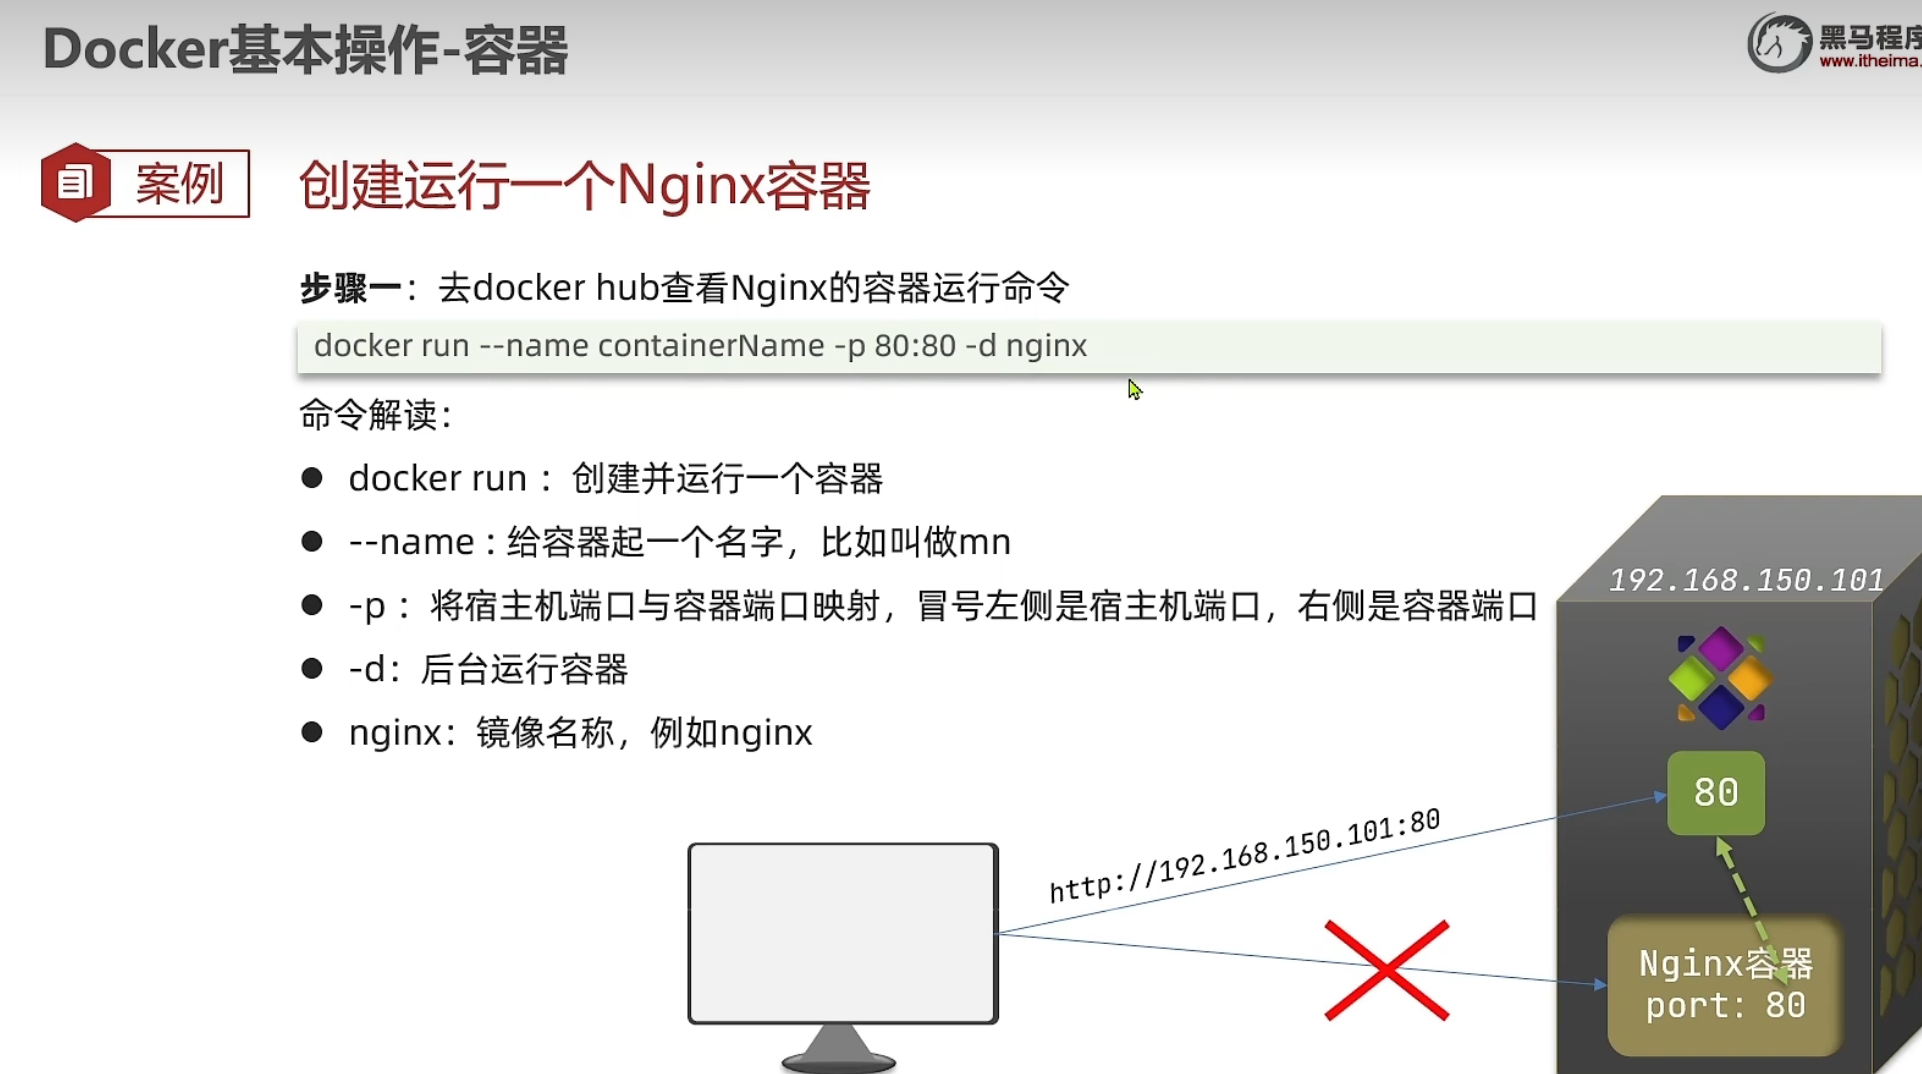 Docker基本操作-容器
黑马程序
www.itheima.
案例
创建运行一个Nginx容器
步骤一：去docker hub查看Nginx的容器运行命令
docker run --name containerName -p 80:80 -d nginx
命令解读：
docker run ：创建并运行一个容器
--name : 给容器起一个名字，比如叫做mn
-p ：将宿主机端口与容器端口映射，冒号左侧是宿主机端口，右侧是容器端口
-d：后台运行容器
nginx：镜像名称，例如nginx
192.168.150.101
80
http://192.168.150.101:80
Nginx容器
port: 80